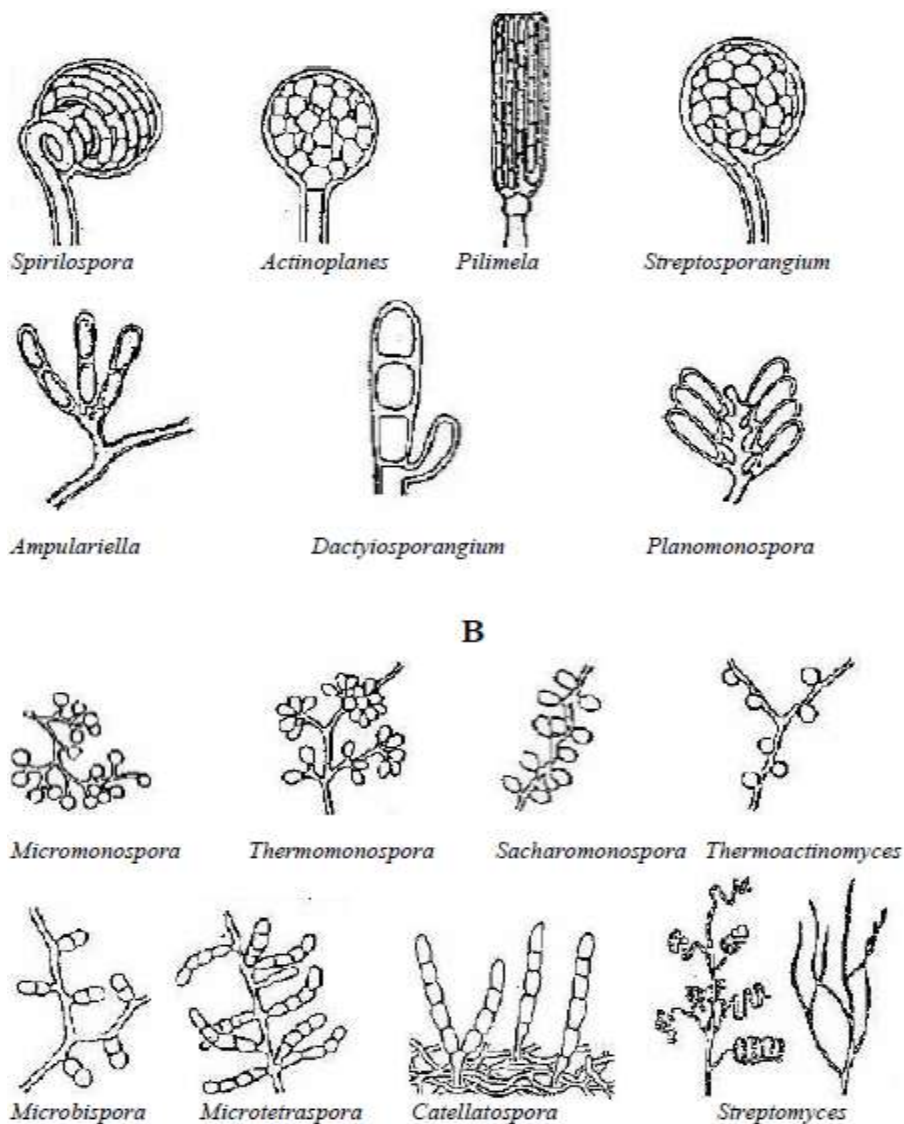 Spirilospora Actinoplanes Pilimela Streptosporangium
Ampulariella Dactyiosporangium Planomonospora
B
Micromonospora Thermomonospora Sacharomonospora Thermoactinomyces
Microbispora Microtetraspora Catellatospora Streptomyces